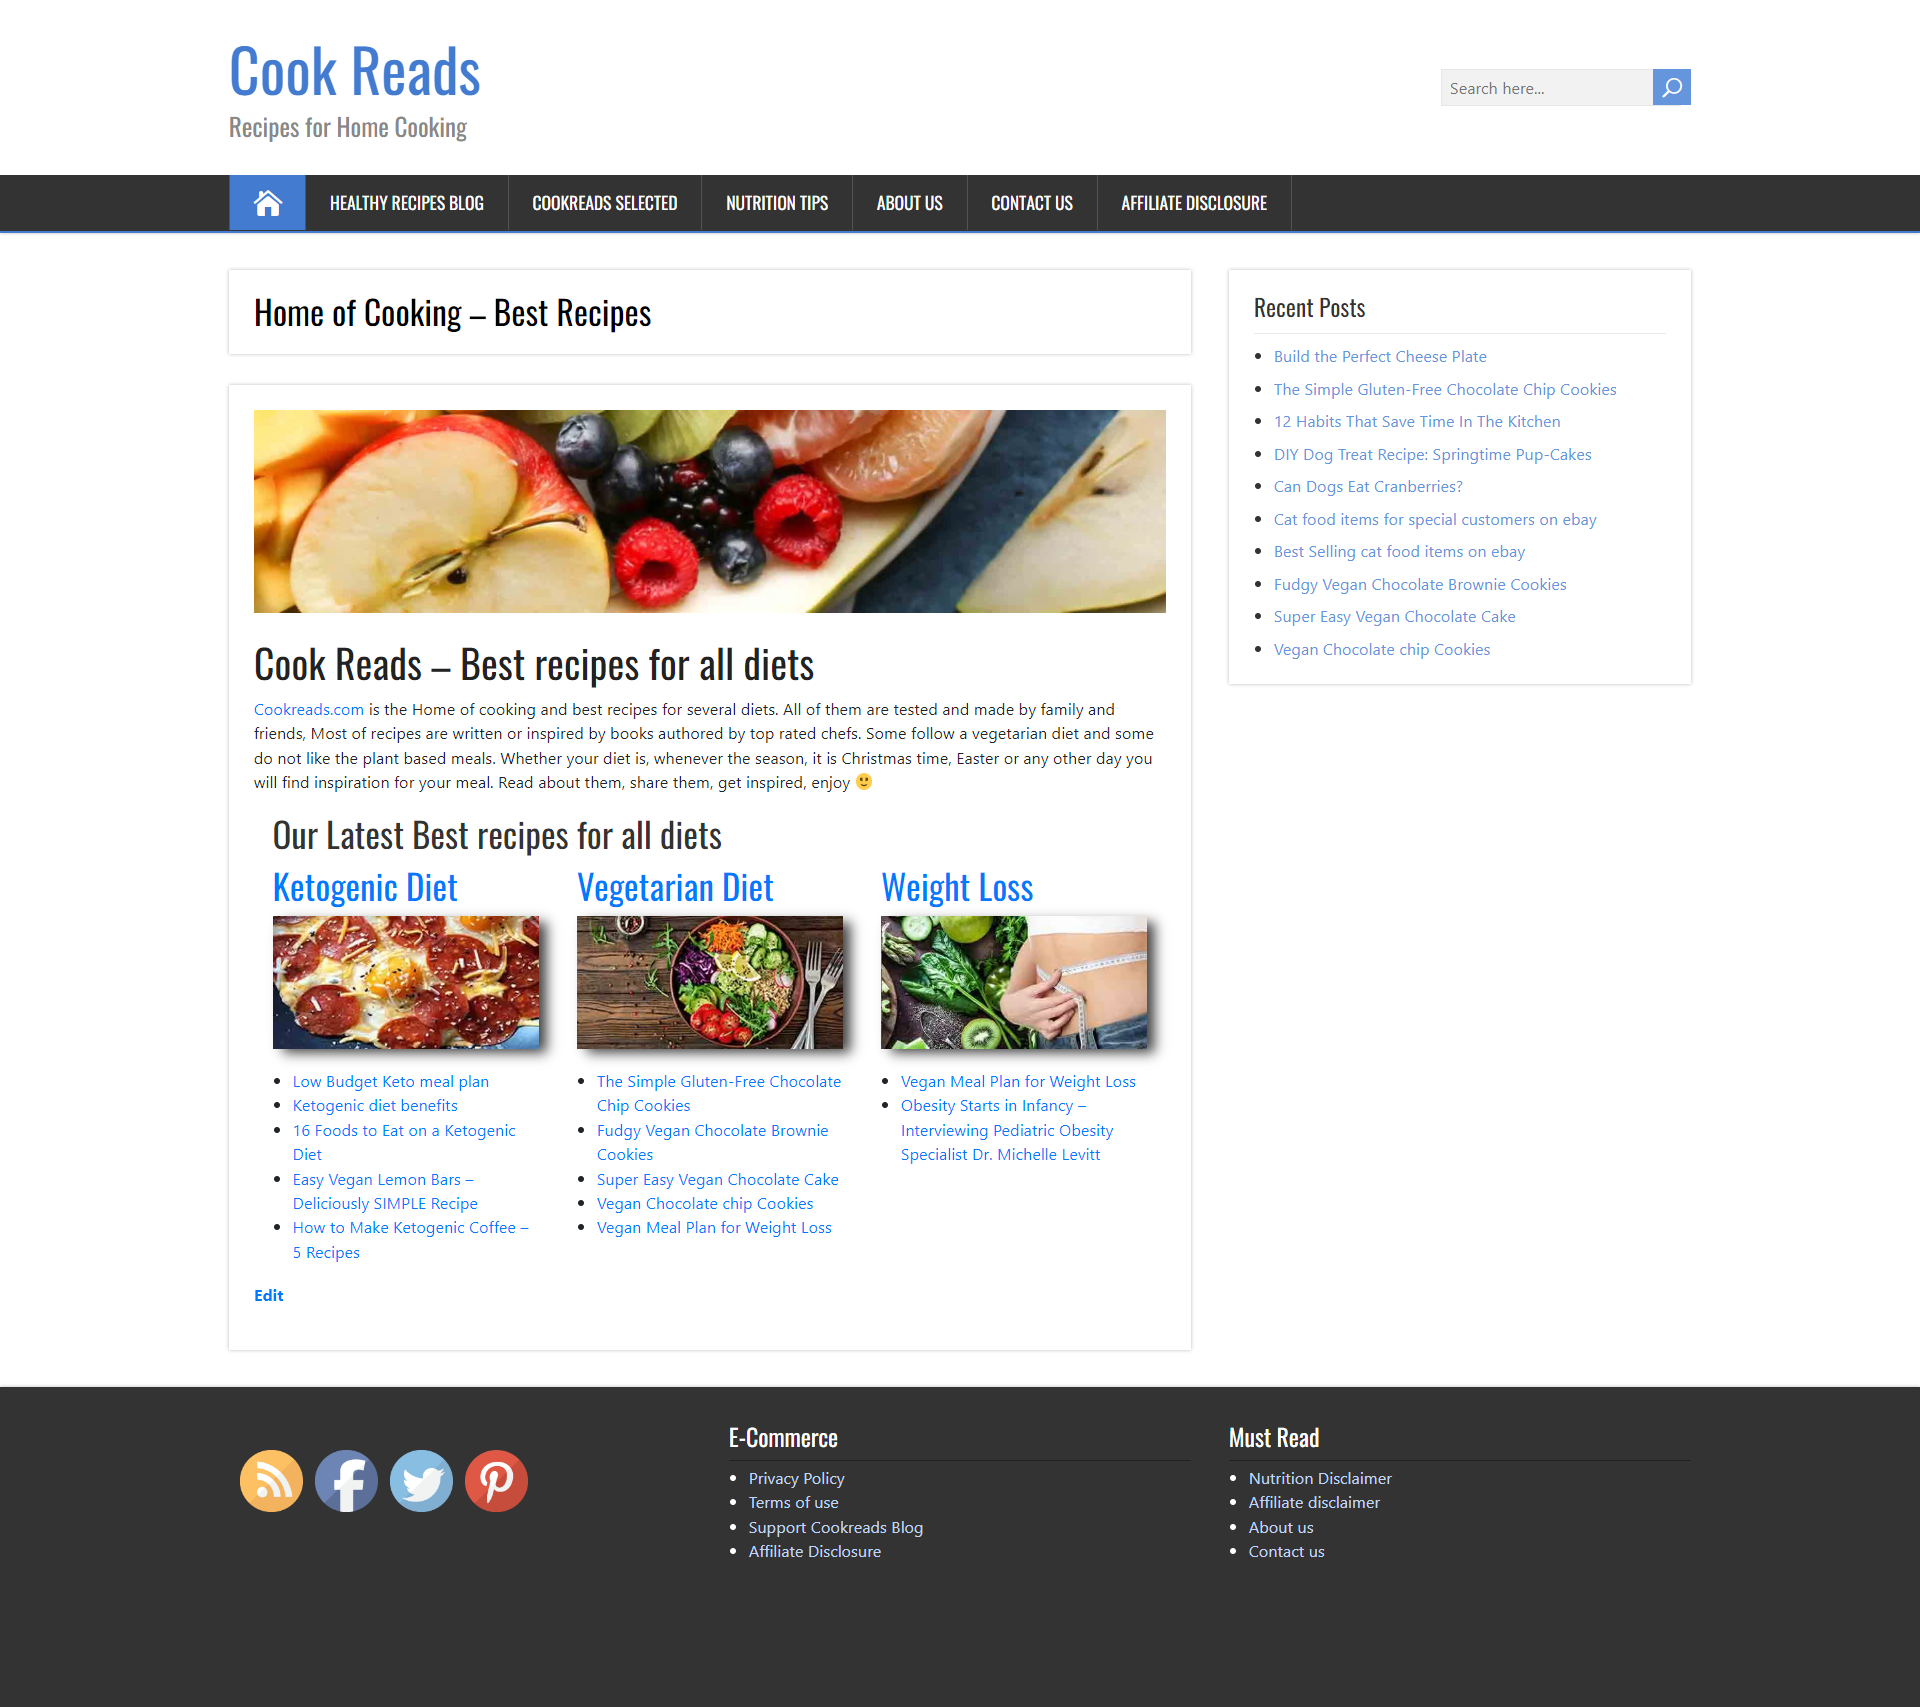 Cook Reads
Recipes for Home Cooking
Search here...
HEALTHY RECIPES BLOG
COOKREADS SELECTED
NUTRITION TIPS
ABOUT US
CONTACT US
AFFILIATE DISCLOSURE
Home of Cooking – Best Recipes
Cook Reads – Best recipes for all diets
Cookreads.com is the Home of cooking and best recipes for several diets. All of them are tested and made by family and
friends, Most of recipes are written or inspired by books authored by top rated chefs. Some follow a vegetarian diet and some
do not like the plant based meals. Whether your diet is, whenever the season, it is Christmas time, Easter or any other day you
will find inspiration for your meal. Read about them, share them, get inspired, enjoy 🙂
Our Latest Best recipes for all diets
Ketogenic Diet
Low Budget Keto meal plan
Ketogenic diet benefits
16 Foods to Eat on a Ketogenic
Diet
Easy Vegan Lemon Bars –
Deliciously SIMPLE Recipe
How to Make Ketogenic Coffee –
5 Recipes
Vegetarian Diet
The Simple Gluten-Free Chocolate
Chip Cookies
Fudgy Vegan Chocolate Brownie
Cookies
Super Easy Vegan Chocolate Cake
Vegan Chocolate chip Cookies
Vegan Meal Plan for Weight Loss
Weight Loss
Vegan Meal Plan for Weight Loss
Obesity Starts in Infancy –
Interviewing Pediatric Obesity
Specialist Dr. Michelle Levitt
Edit
Recent Posts
Build the Perfect Cheese Plate
The Simple Gluten-Free Chocolate Chip Cookies
12 Habits That Save Time In The Kitchen
DIY Dog Treat Recipe: Springtime Pup-Cakes
Can Dogs Eat Cranberries?
Cat food items for special customers on ebay
Best Selling cat food items on ebay
Fudgy Vegan Chocolate Brownie Cookies
Super Easy Vegan Chocolate Cake
Vegan Chocolate chip Cookies
E-Commerce
Privacy Policy
Terms of use
Support Cookreads Blog
Affiliate Disclosure
Must Read
Nutrition Disclaimer
Affiliate disclaimer
About us
Contact us